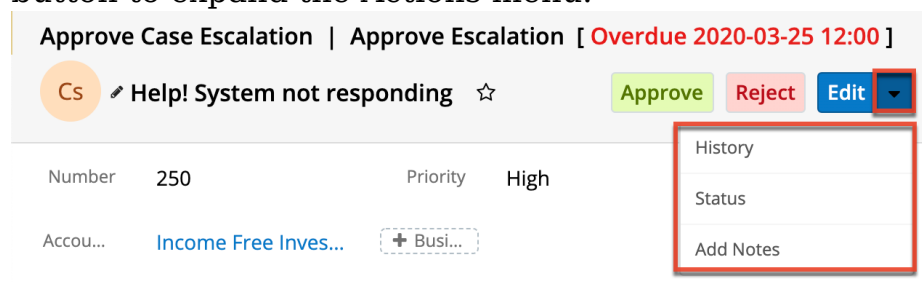 button to expand the Actions menu.
Approve Case Escalation | Approve Escalation [ Overdue 2020-03-25 12:00 ]
Cs Help! System not responding Approve Reject Edit
History
Number 250 Priority High
Status
Accou... Income Free Inves... + Busi...
Add Notes